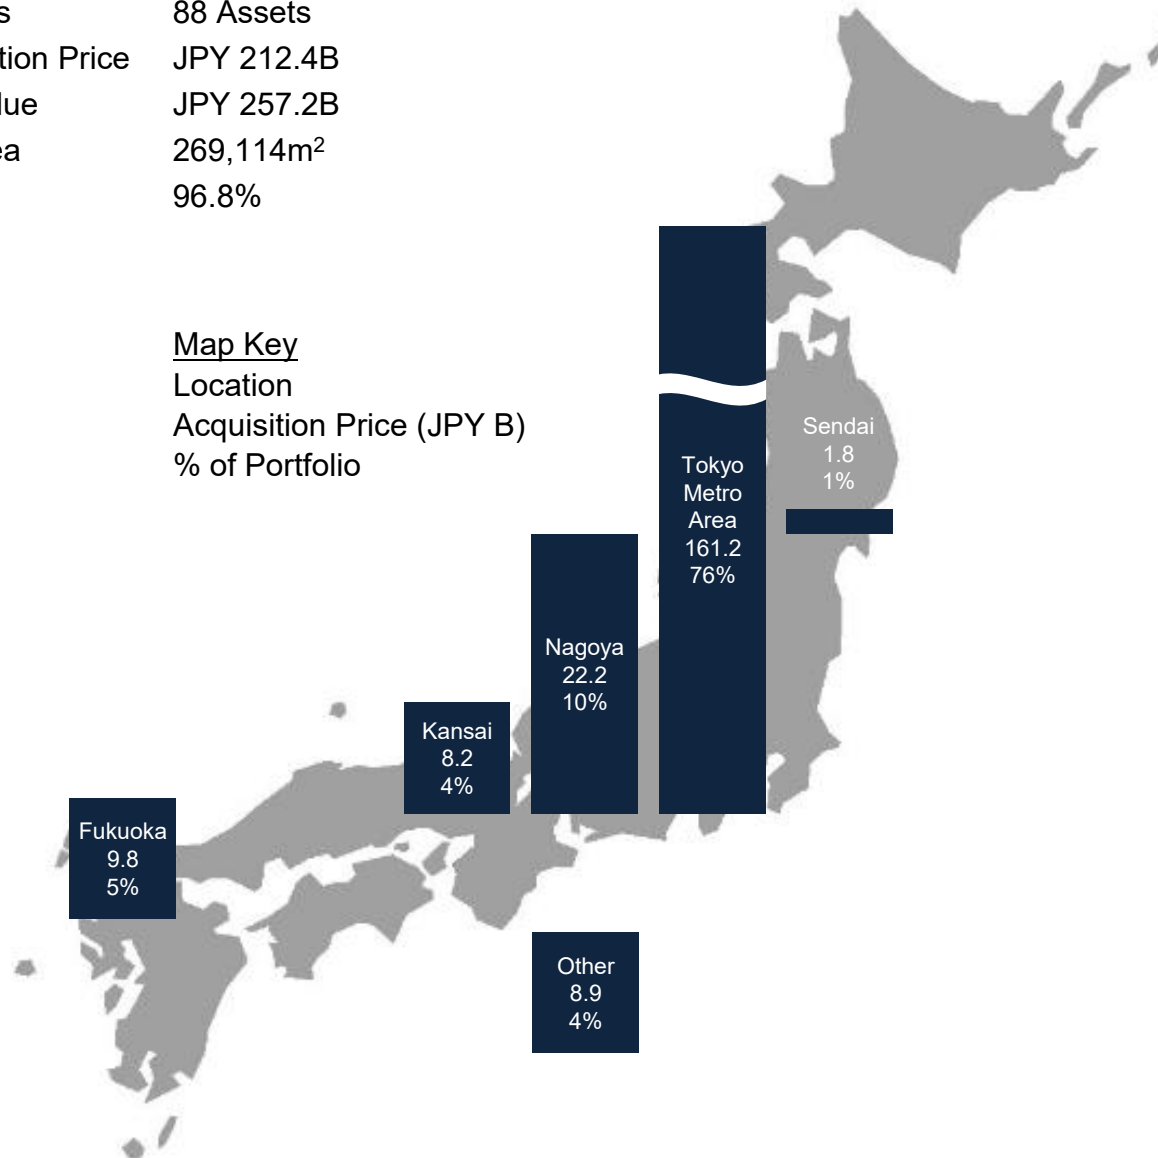 s 88 Assets
tion Price JPY 212.4B
lue JPY 257.2B
ea 269,114m²
96.8%
Map Key
Location
Acquisition Price (JPY B)
% of Portfolio
Sendai
1.8
1%
Tokyo
Metro
Area
161.2
76%
Nagoya
22.2
10%
Kansai
8.2
4%
Fukuoka
9.8
5%
Other
8.9
4%